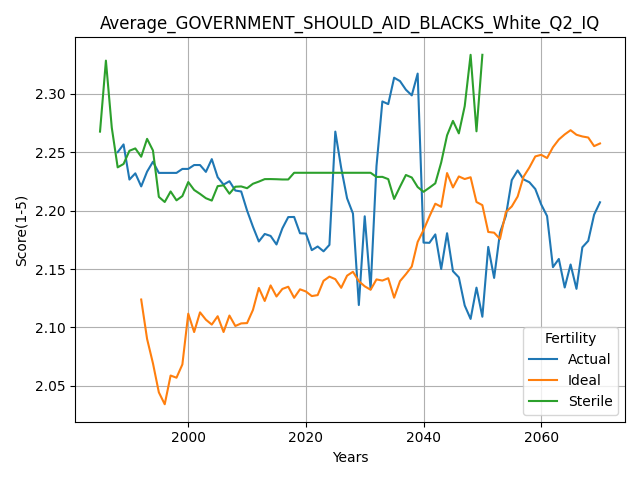 Average_GOVERNMENT_SHOULD_AID_BLACKS_White_Q2_IQ
Score(1-5)
2.30
2.25
2.20
2.15
2.10
2.05
2000
2020
2040
2060
Years
Fertility
Actual
Ideal
Sterile